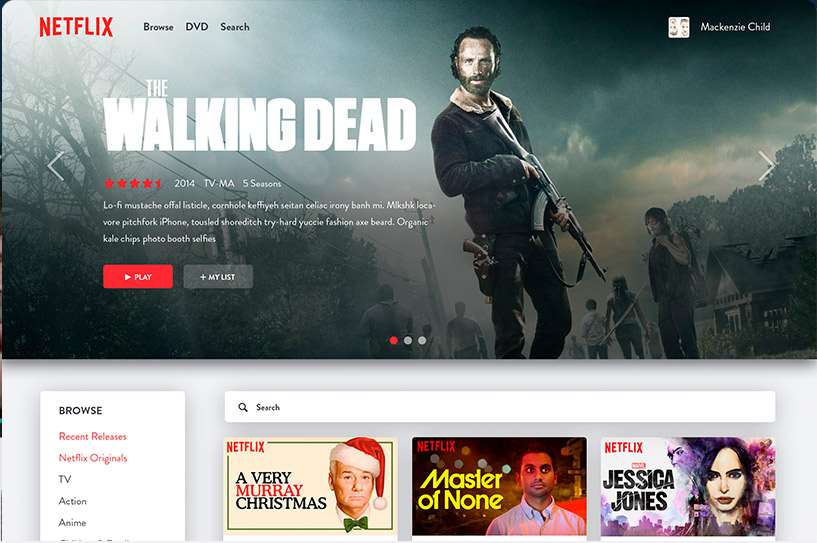 NETFLIX Browse DVD Search Mackenzie Child
THE
WALKING DEAD
2014 TV-MA 5 Seasons
Lo-fi mustache offal listicle, cornhole keffiyeh seitan celiac irony banh mi. Mlkshk loca-
vore pitchfork iPhone, tousled shoreditch try-hard yuccie fashion axe beard. Organic
kale chips photo booth selfies
PLAY + MY LIST
BROWSE
Recent Releases
Netflix Originals
TV
Action
Anime
Search
NETFLIX
A VERY
MURRAY
CHRISTMAS
NETFLIX
Master
of None
NETFLIX
MARVEL
JESSICA
JONES